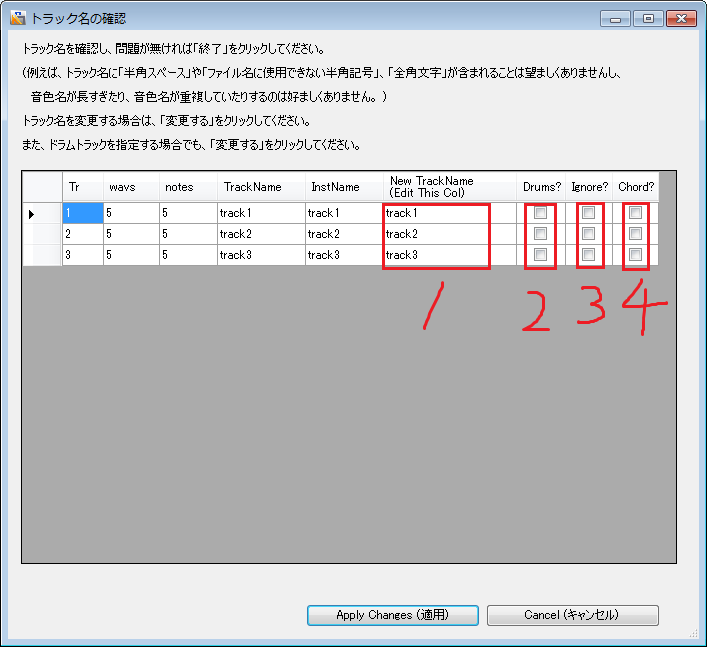 トラック名の確認
トラック名を確認し、問題が無ければ「終了」をクリックしてください。
(例えば、トラック名に「半角スペース」や「ファイル名に使用できない半角記号」、「全角文字」が含まれることは望ましくありませんし、
音色名が長すぎたり、音色名が重複していたりするのは好ましくありません。)
トラック名を変更する場合は、「変更する」をクリックしてください。
また、ドラムトラックを指定する場合でも、「変更する」をクリックしてください。
Tr wavs notes TrackName InstName New TrackName (Edit This Col) Drums? Ignore? Chord?
1 5 5 track1 track1 track1
2 5 5 track2 track2 track2
3 5 5 track3 track3 track3
1 2 3 4
Apply Changes (適用) Cancel (キャンセル)